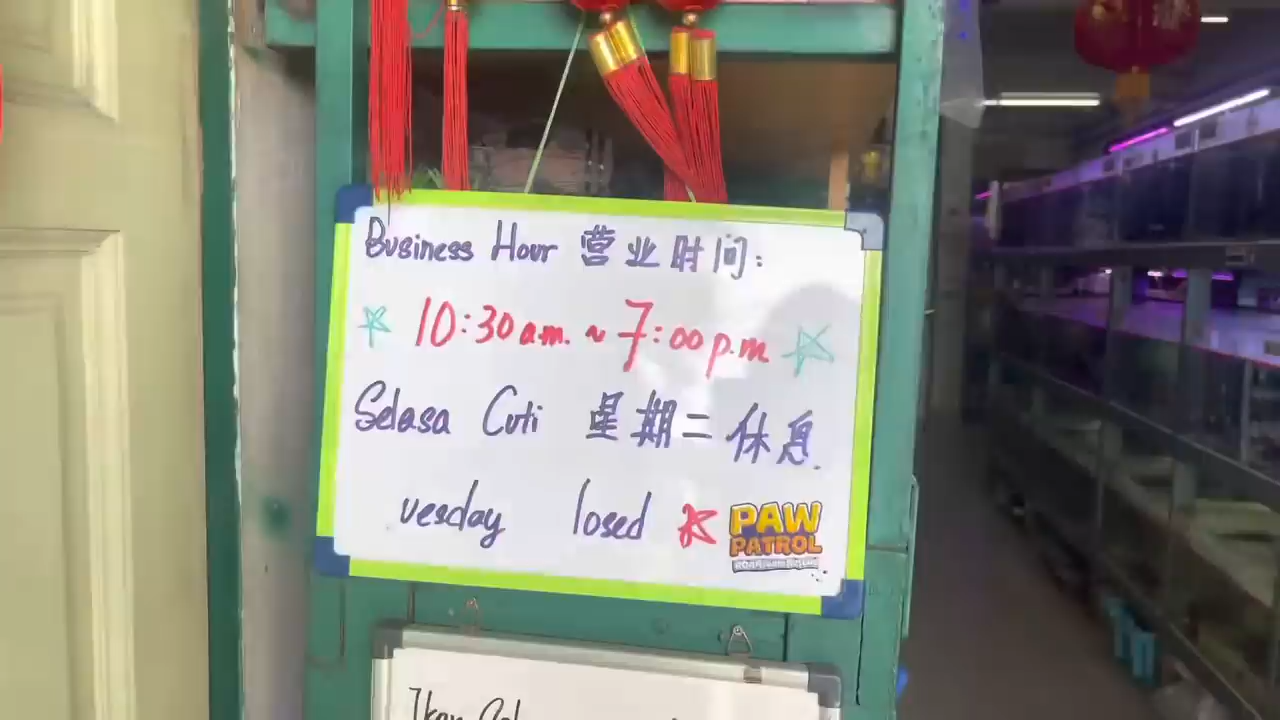 Business Hour 营业时间:
10:30 a.m. ~ 7:00 p.m.
Selasa Cuti 星期二休息.
uesday losed
PAW
PATROL
Ikan